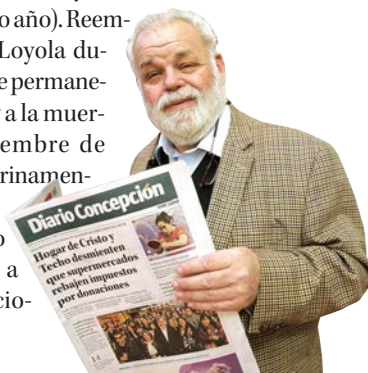 o año). Reem-
Loyola du-
e permane-
y a la muer-
embre de
rinamen-
o
a
cio-
Diario Concepción
Hogar de Cristo y
Techo desmienten
que supermercados
rebajen impuestos
por donaciones